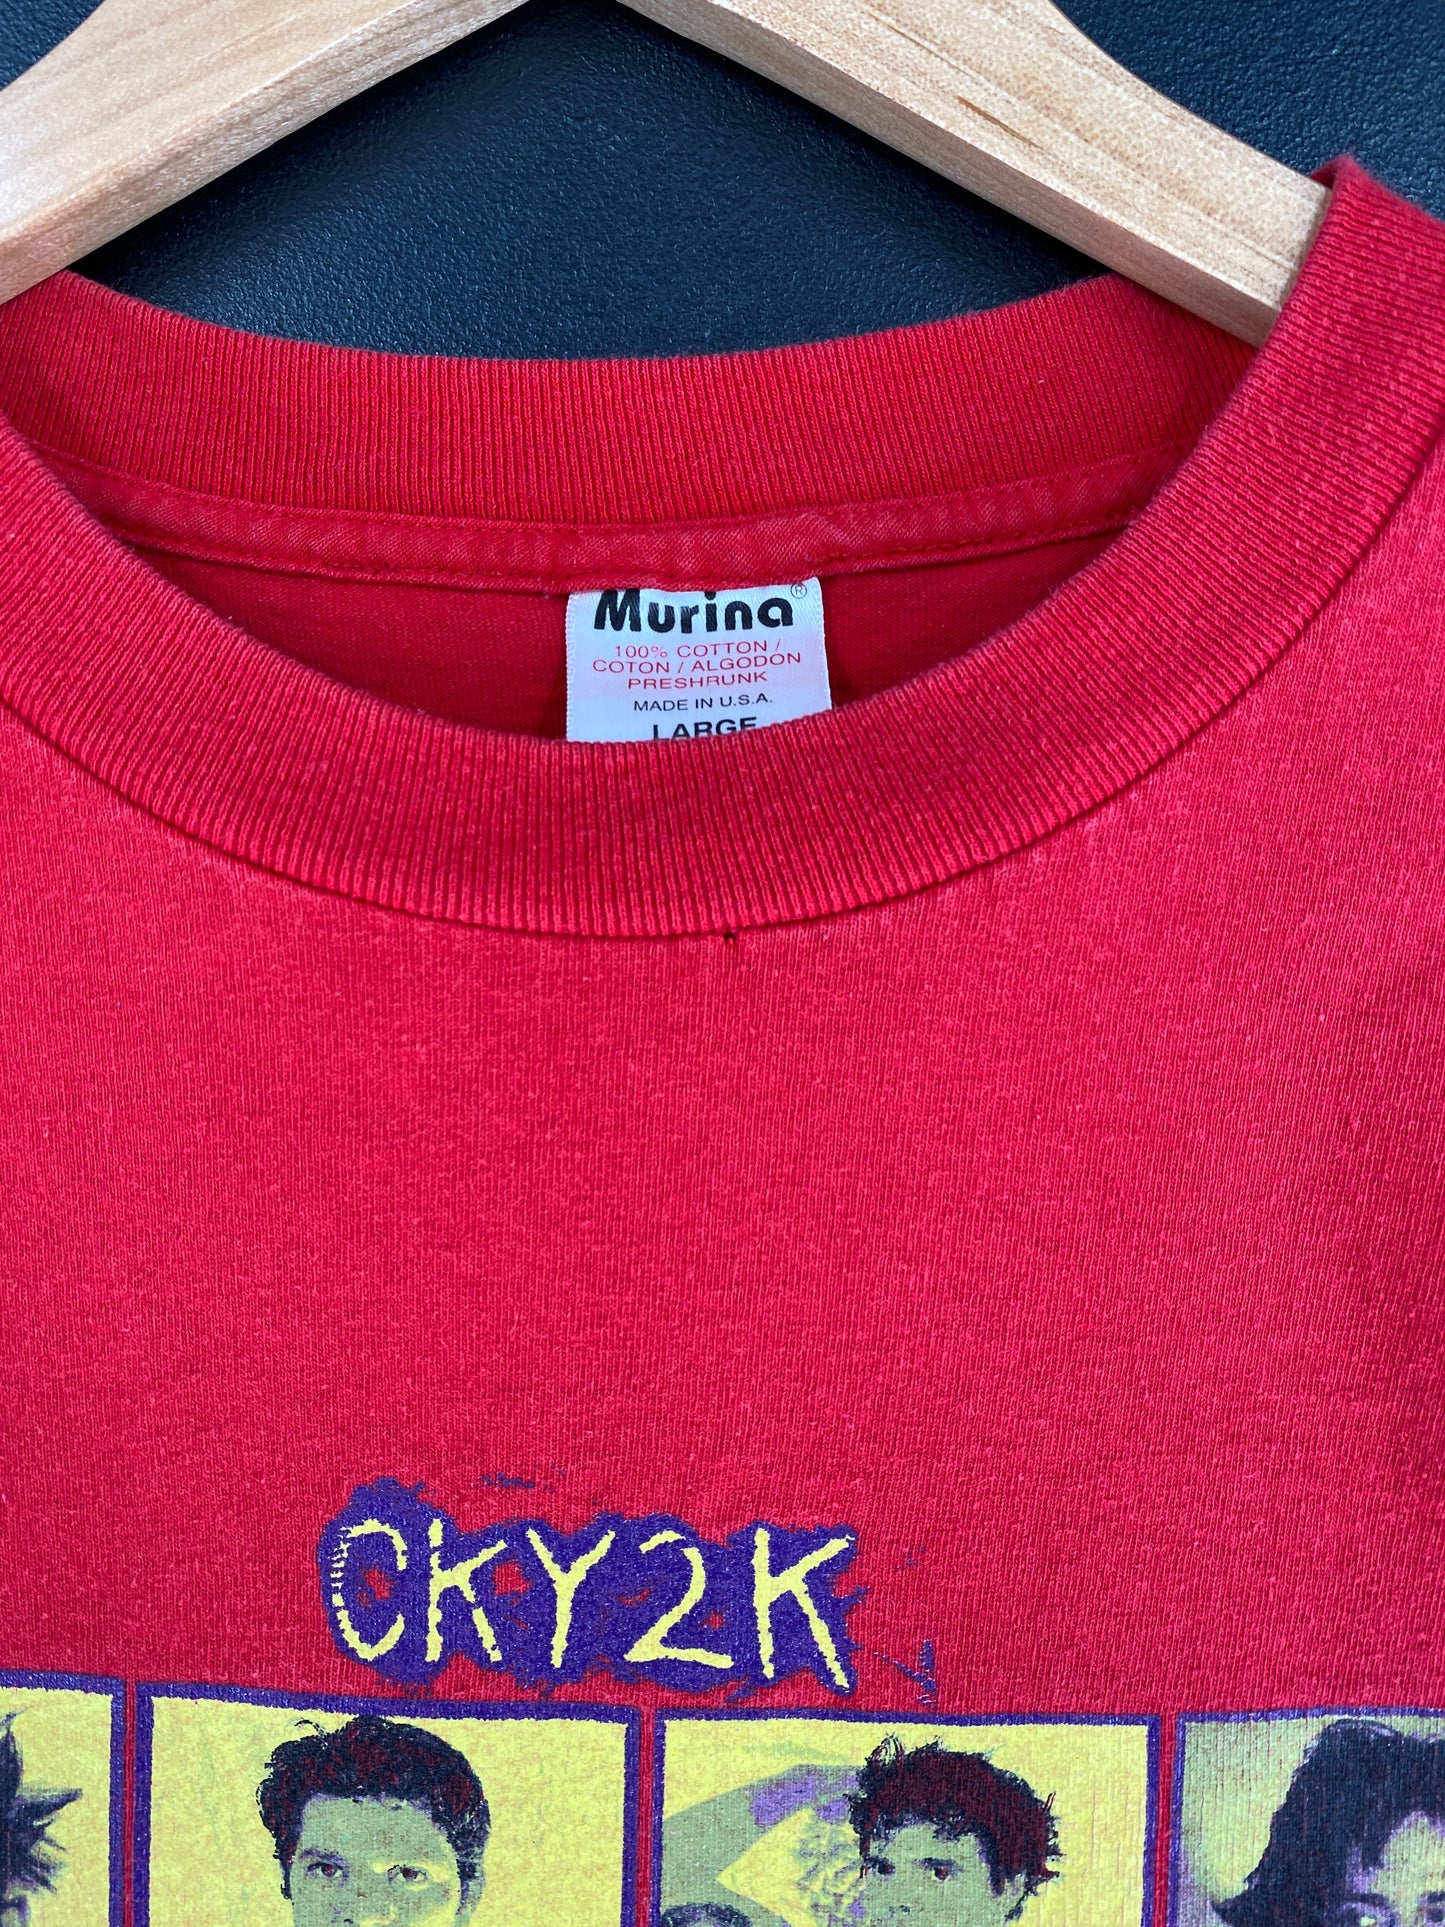 Murina®
100% COTTON /
COTON / ALGODON
PRESHRUNK
MADE IN U.S.A.
LARGE
CKY2K